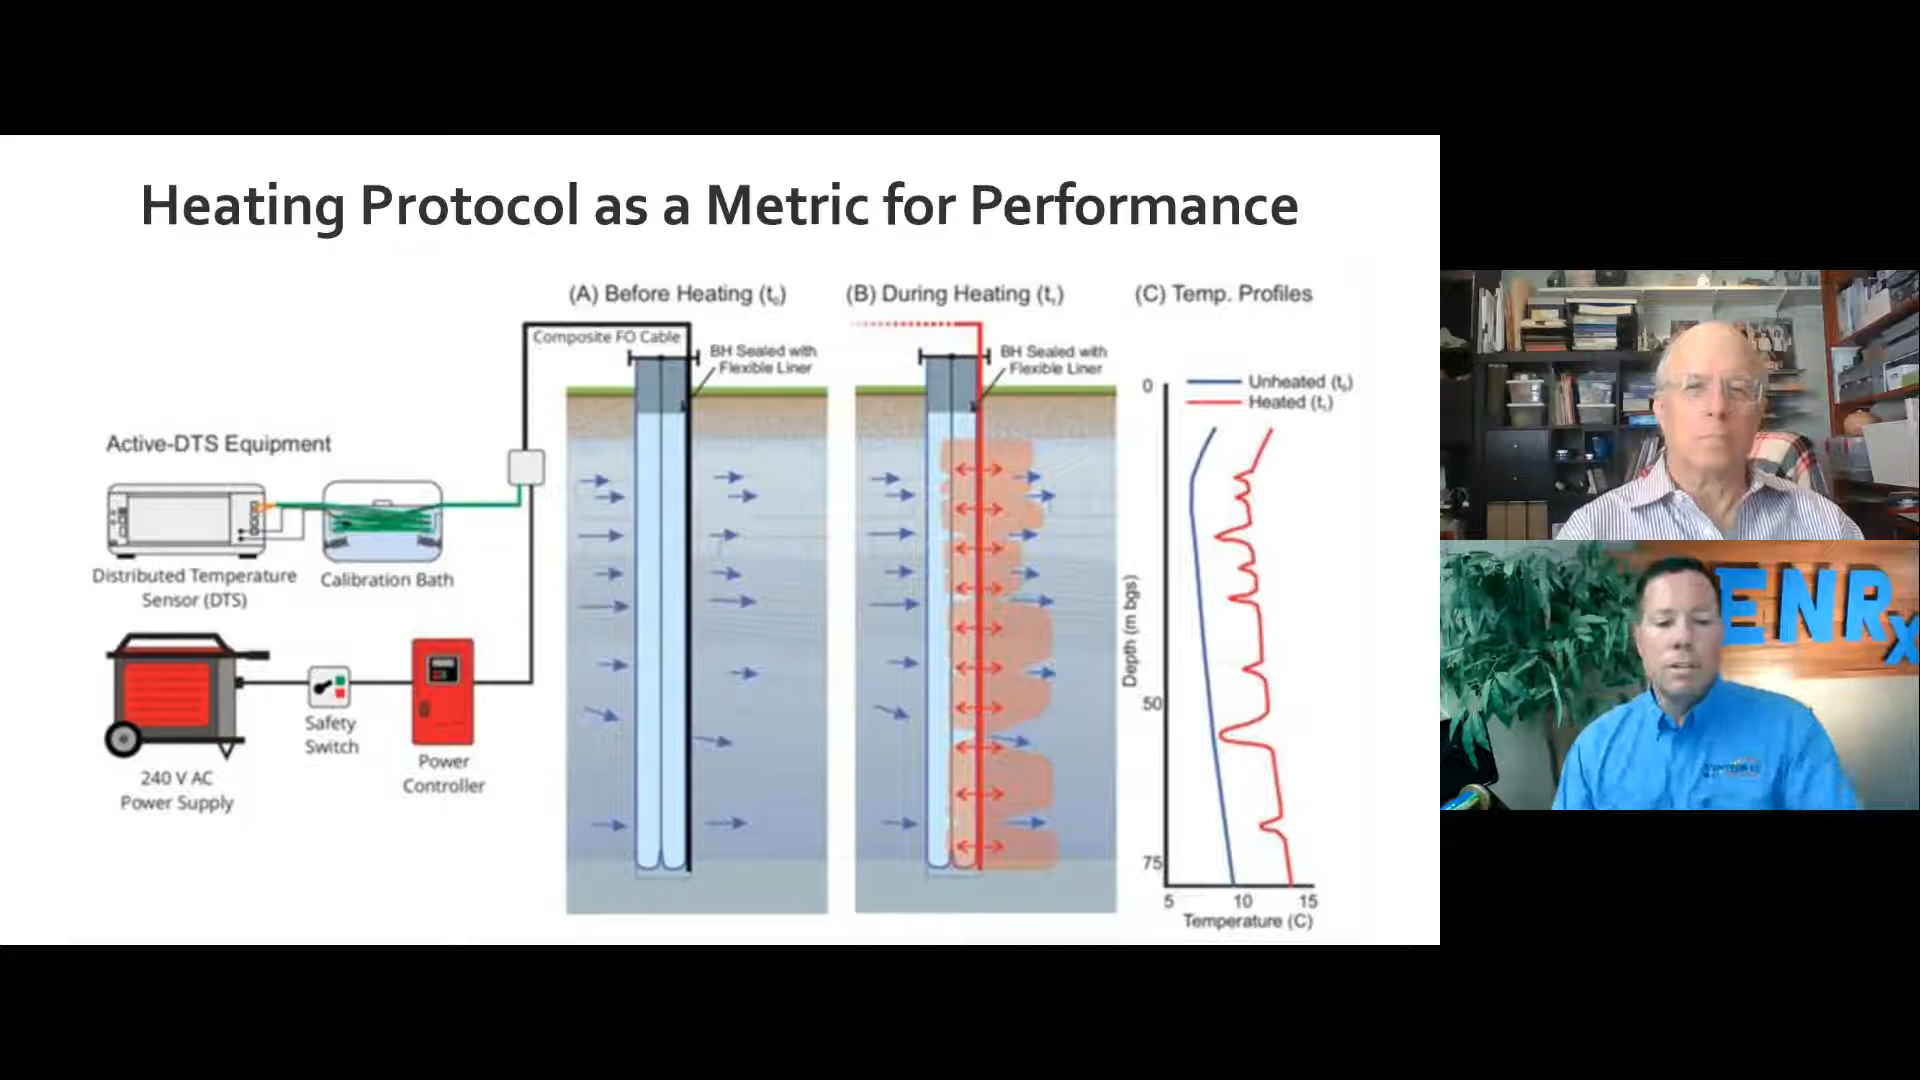 Heating Protocol as a Metric for Performance
(A) Before Heating (t₀)
(B) During Heating (t₁)
(C) Temp. Profiles
Composite FO Cable
BH Sealed with
Flexible Liner
BH Sealed with
Flexible Liner
Active-DTS Equipment
Distributed Temperature
Sensor (DTS)
Calibration Bath
240 V AC
Power Supply
Safety
Switch
Power
Controller
Unheated (t₀)
Heated (t₁)
0
50
75
Depth (m bgs)
5 10 15
Temperature (C)
ENRx